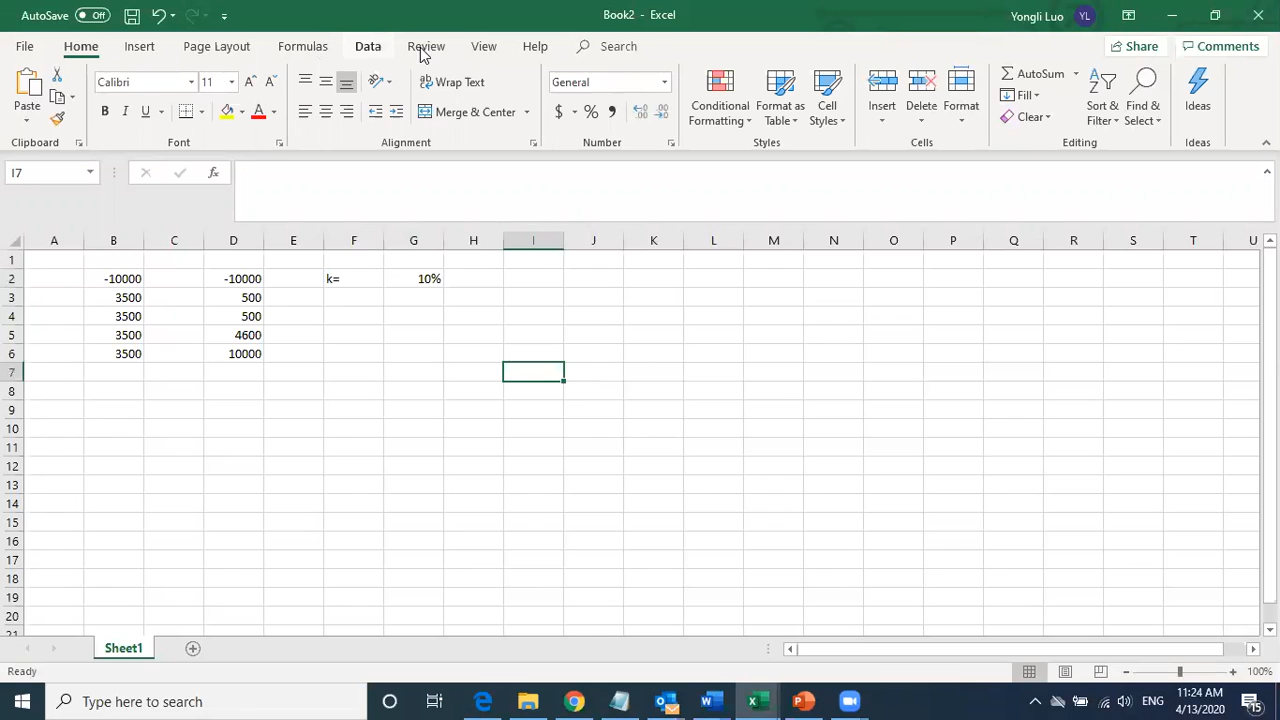 AutoSave Off Book2 - Excel Yongli Luo YL
File Home Insert Page Layout Formulas Data Review View Help Search Share Comments
Paste Calibri 11 Wrap Text General Conditional Formatting Format as Table Cell Styles Insert Delete Format AutoSum Sort & Filter Find & Select Ideas
B I U A Merge & Center $ % , Fill Clear
Clipboard Font Alignment Number Styles Cells Editing Ideas
I7 fx
A B C D E F G H I J K L M N O P Q R S T U
1
2 -10000 -10000 k= 10%
3 3500 500
4 3500 500
5 3500 4600
6 3500 10000
7
8
9
10
11
12
13
14
15
16
17
18
19
20
21
Sheet1
Ready 100%
Type here to search ENG 11:24 AM
4/13/2020 15